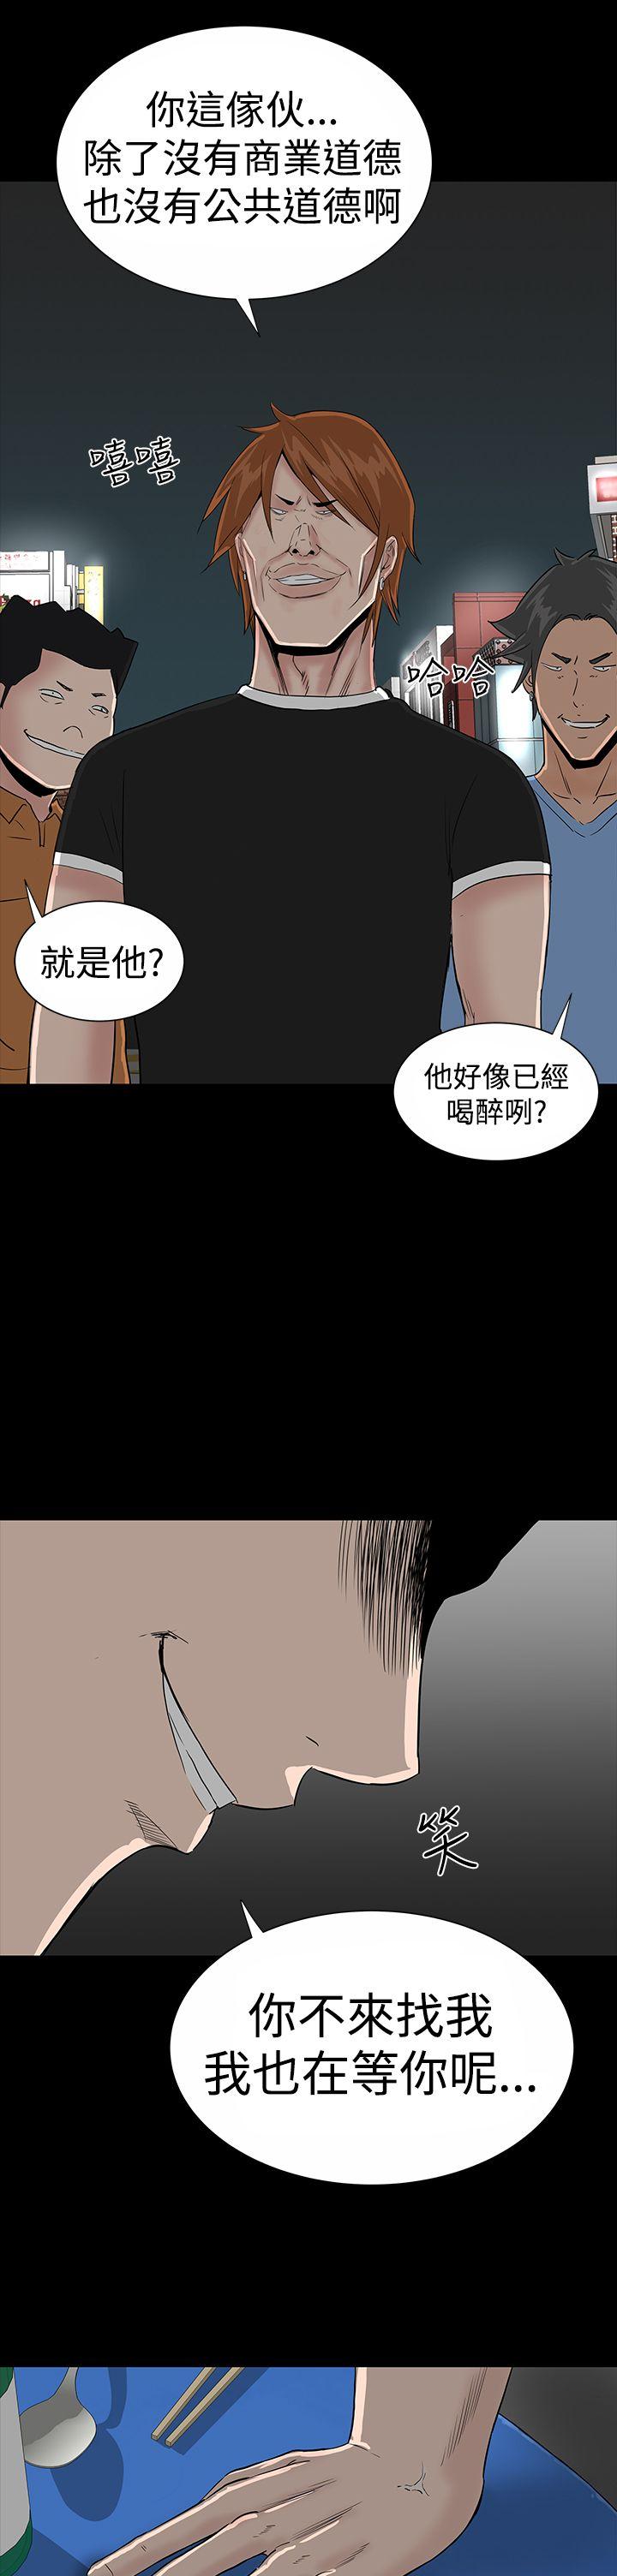 你這傢伙...
除了沒有商業道德
也沒有公共道德啊
嘻嘻
哈哈
就是他?
他好像已經
喝醉咧?
笑
你不來找我
我也在等你呢...